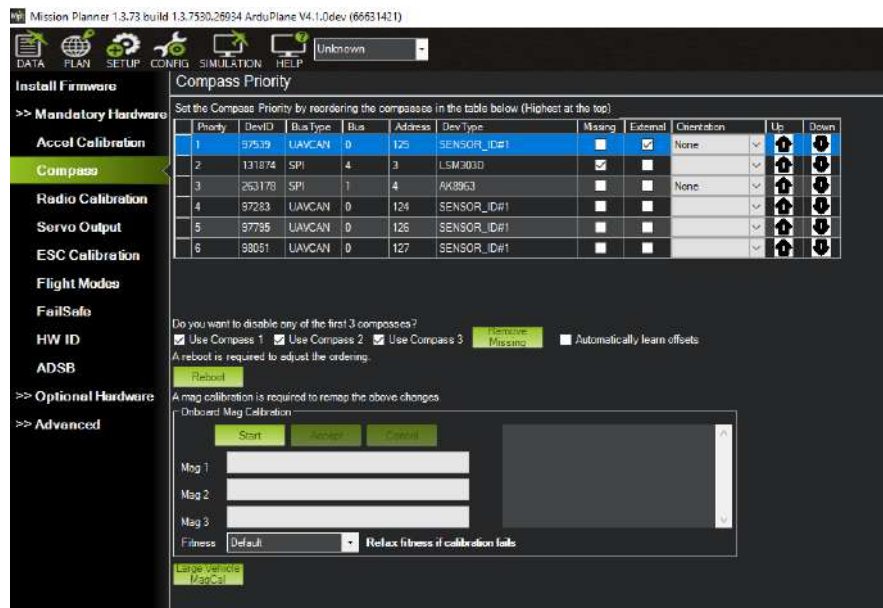 Mission Planner 1.3.73 build 1.3.7530.26934 ArduPlane V4.1.0dev (66631421)
DATA PLAN SETUP CONFIG SIMULATION HELP Unknown
Install Firmware
>> Mandatory Hardware
Accel Calibration
Compass
Radio Calibration
Servo Output
ESC Calibration
Flight Modes
FailSafe
HW ID
ADSB
>> Optional Hardware
>> Advanced
Compass Priority
Set the Compass Priority by reordering the compasses in the table below (Highest at the top)
Priority DevID BusType Bus Address DevType Missing External Orientation Up Down
1 97539 UAVCAN 0 125 SENSOR_ID#1 None
2 131874 SPI 4 3 LSM303D
3 263178 SPI 1 4 AK8963 None
4 97283 UAVCAN 0 124 SENSOR_ID#1
5 97795 UAVCAN 0 126 SENSOR_ID#1
6 98051 UAVCAN 0 127 SENSOR_ID#1
Do you want to disable any of the first 3 compasses?
Use Compass 1 Use Compass 2 Use Compass 3 Remove Missing Automatically learn offsets
A reboot is required to adjust the ordering.
Reboot
A mag calibration is required to remap the above changes
Onboard Mag Calibration
Start Accept Cancel
Mag 1
Mag 2
Mag 3
Fitness Default Relax fitness if calibration fails
Large Vehicle
MagCal